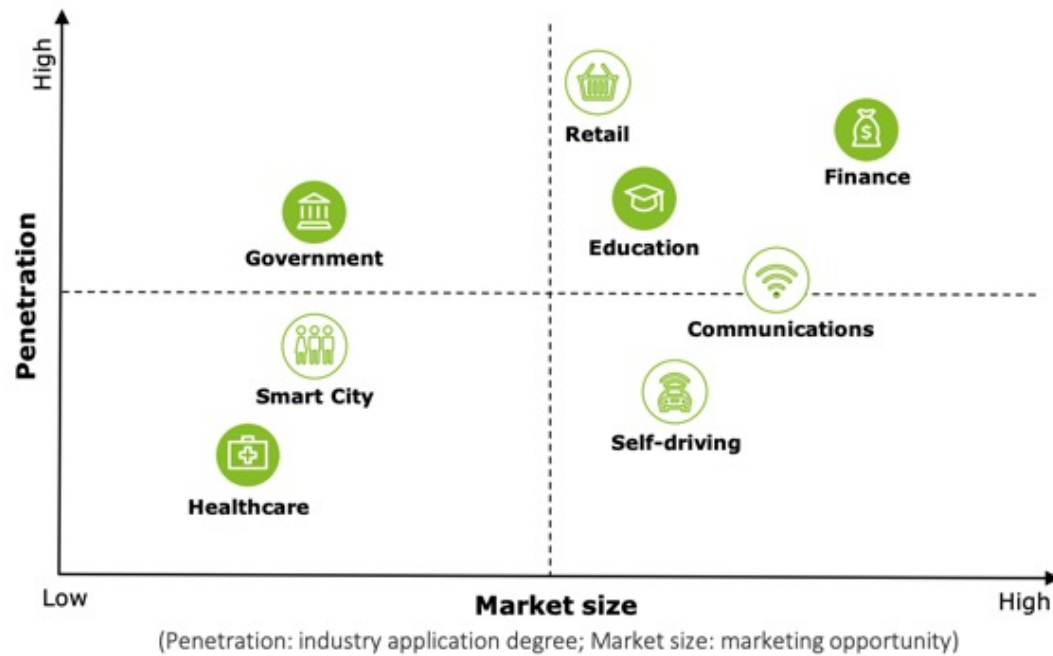 High
Retail
Finance
Education
Government
Penetration
Communications
Smart City
Self-driving
Healthcare
Low
Market size
High
(Penetration: industry application degree; Market size: marketing opportunity)
$